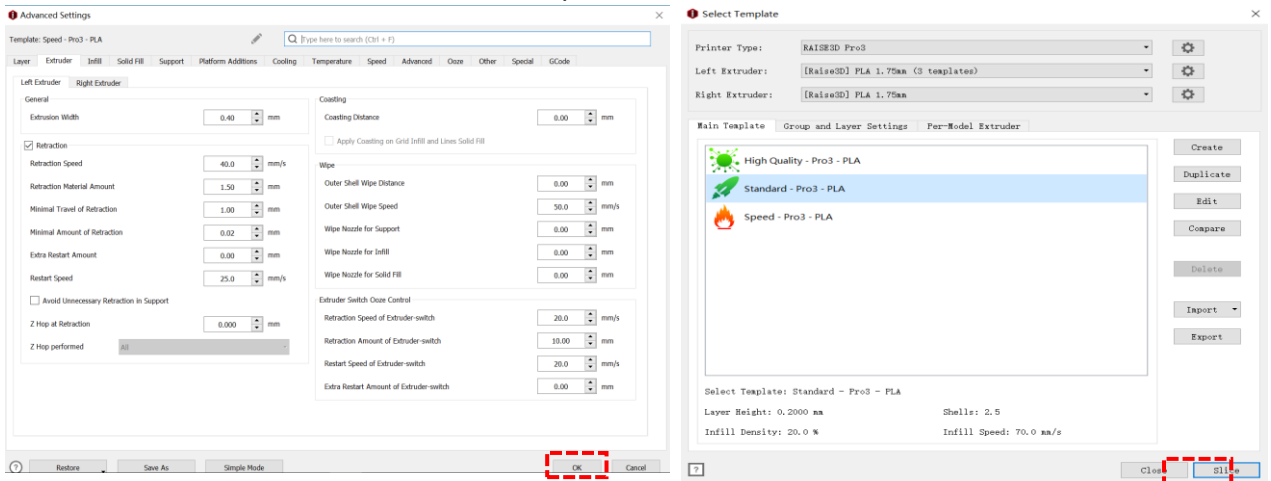 Advanced Settings
Template: Speed - Pro3 - PLA
Type here to search (Ctrl + F)
Layer Extruder Infill Solid Fill Support Platform Additions Cooling Temperature Speed Advanced Ooze Other Special GCode
Left Extruder Right Extruder
General
Extrusion Width 0.40 mm
Retraction
Retraction Speed 40.0 mm/s
Retraction Material Amount 1.50 mm
Minimal Travel of Retraction 1.00 mm
Minimal Amount of Retraction 0.02 mm
Extra Restart Amount 0.00 mm
Restart Speed 25.0 mm/s
Avoid Unnecessary Retraction in Support
Z Hop at Retraction 0.000 mm
Z Hop performed All
Coasting
Coasting Distance 0.00 mm
Apply Coasting on Grid Infill and Lines Solid Fill
Wipe
Outer Shell Wipe Distance 0.00 mm
Outer Shell Wipe Speed 50.0 mm/s
Wipe Nozzle for Support 0.00 mm
Wipe Nozzle for Infill 0.00 mm
Wipe Nozzle for Solid Fill 0.00 mm
Extruder Switch Ooze Control
Retraction Speed of Extruder-switch 20.0 mm/s
Retraction Amount of Extruder-switch 10.00 mm
Restart Speed of Extruder-switch 20.0 mm/s
Extra Restart Amount of Extruder-switch 0.00 mm
? Restore Save As Simple Mode OK Cancel
Select Template
Printer Type: RAISE3D Pro3
Left Extruder: [Raise3D] PLA 1.75mm (3 templates)
Right Extruder: [Raise3D] PLA 1.75mm
Main Template Group and Layer Settings Per-Model Extruder
High Quality - Pro3 - PLA
Standard - Pro3 - PLA
Speed - Pro3 - PLA
Create
Duplicate
Edit
Compare
Delete
Import
Export
Select Template: Standard - Pro3 - PLA
Layer Height: 0.2000 mm Shells: 2.5
Infill Density: 20.0 % Infill Speed: 70.0 mm/s
? Close Slice